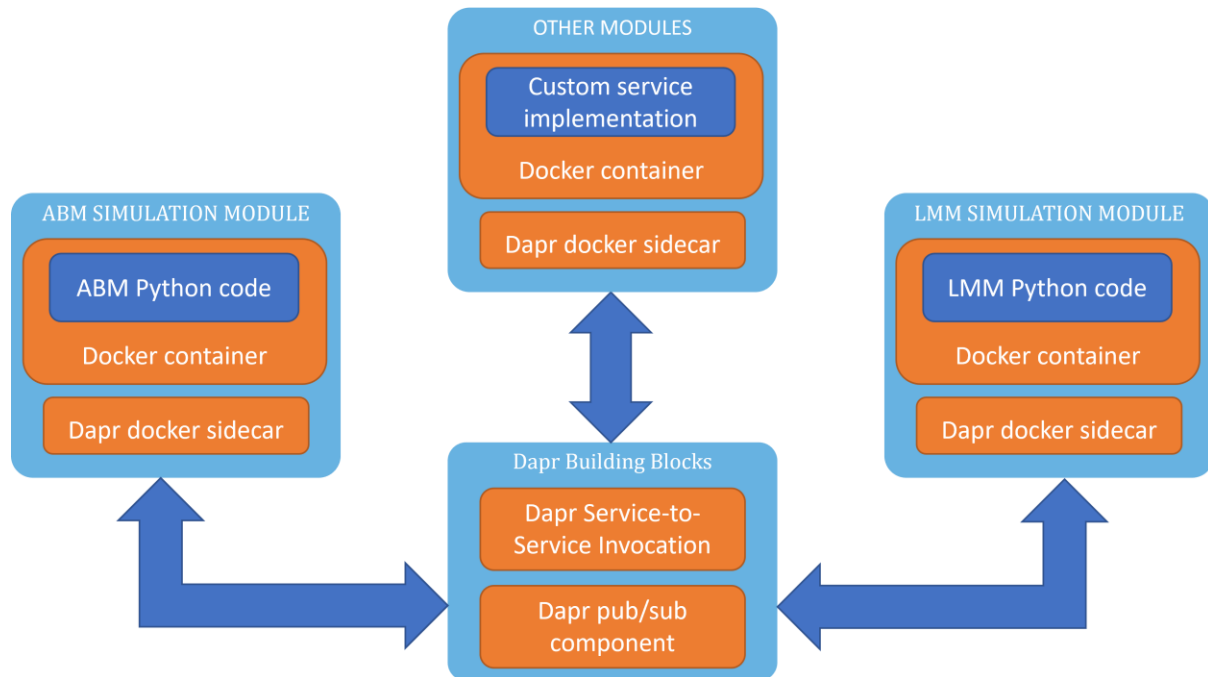 OTHER MODULES
Custom service
implementation
Docker container
Dapr docker sidecar
ABM SIMULATION MODULE
ABM Python code
Docker container
Dapr docker sidecar
LMM SIMULATION MODULE
LMM Python code
Docker container
Dapr docker sidecar
Dapr Building Blocks
Dapr Service-to-
Service Invocation
Dapr pub/sub
component